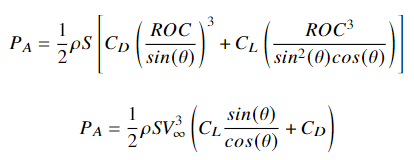 P_A = \frac{1}{2} \rho S \left[ C_D \left( \frac{ROC}{sin(\theta)} \right)^3 + C_L \left( \frac{ROC^3}{sin^2(\theta)cos(\theta)} \right) \right]
P_A = \frac{1}{2} \rho S V_\infty^3 \left( C_L \frac{sin(\theta)}{cos(\theta)} + C_D \right)